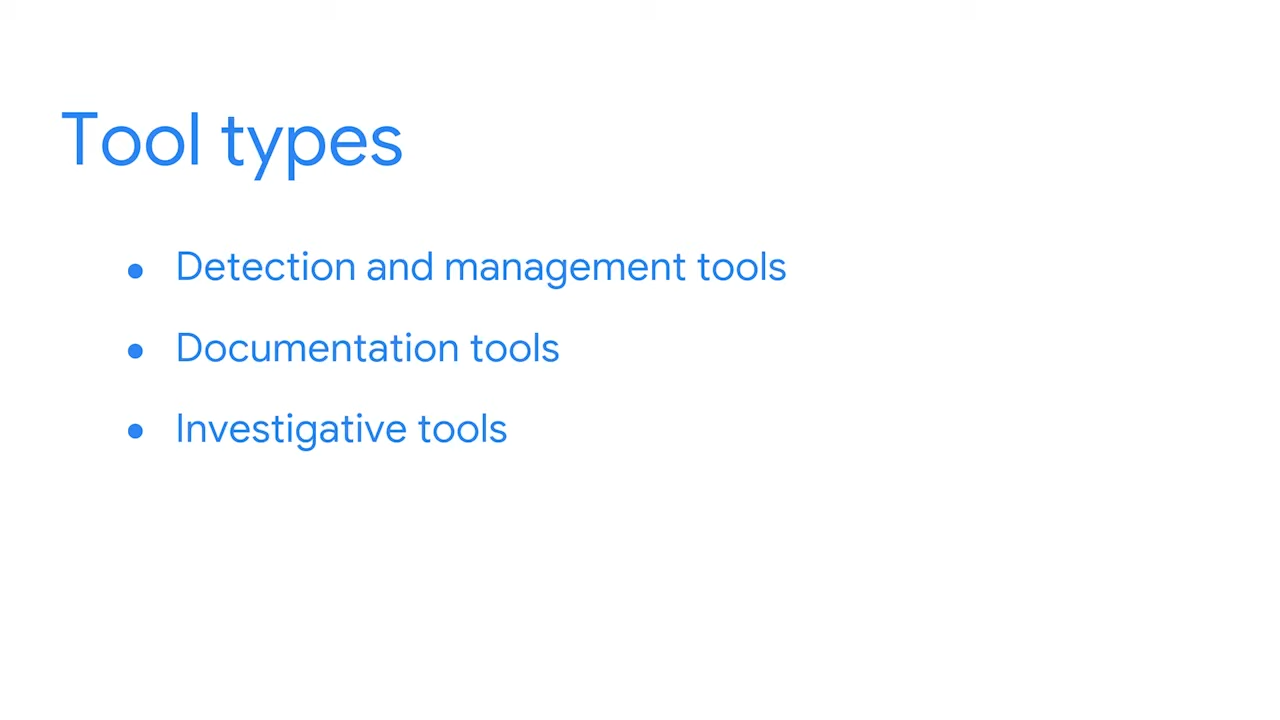 Tool types
● Detection and management tools
● Documentation tools
● Investigative tools